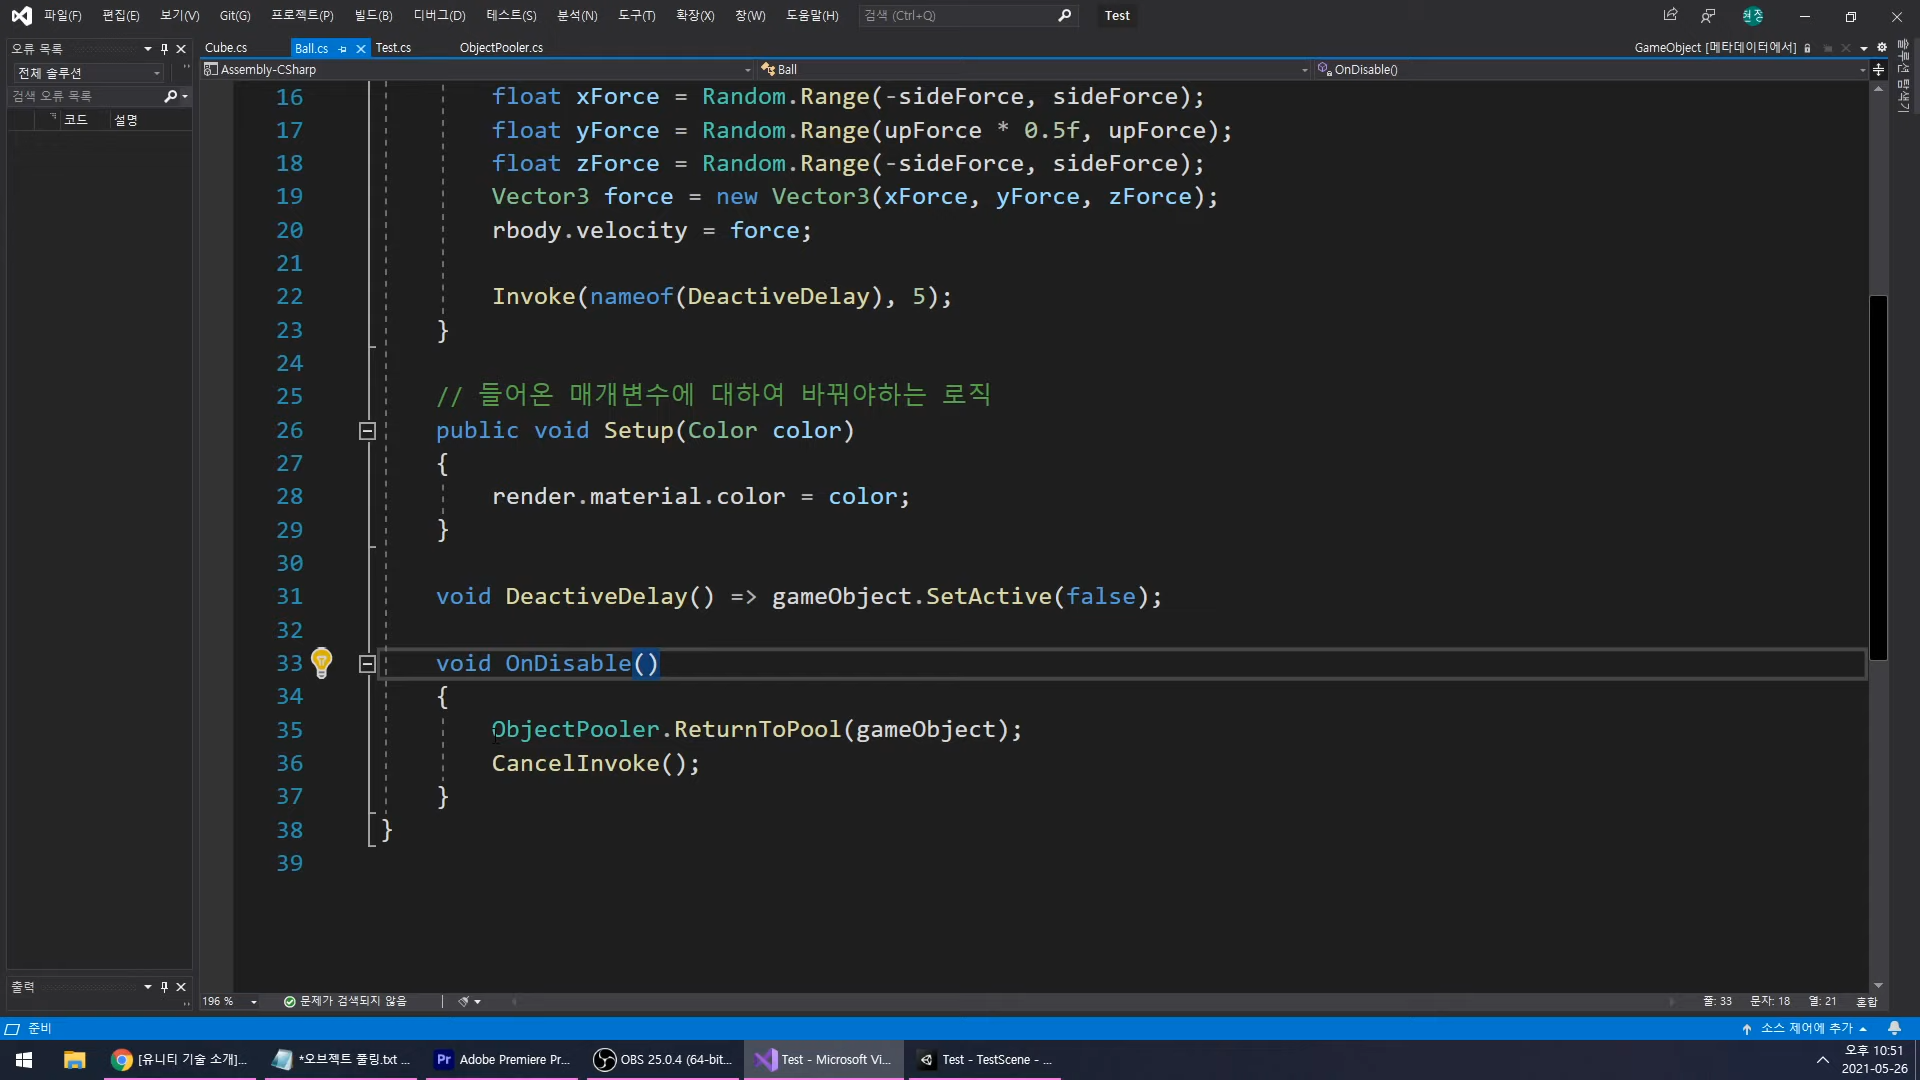 파일(F) 편집(E) 보기(V) Git(G) 프로젝트(P) 빌드(B) 디버그(D) 테스트(S) 분석(N) 도구(T) 확장(X) 창(W) 도움말(H) 검색 (Ctrl+Q) Test
오류 목록
전체 솔루션
검색 오류 목록
코드 설명
Cube.cs Ball.cs Test.cs ObjectPooler.cs GameObject [메타데이터에서]
Assembly-CSharp Ball OnDisable()
솔루션 탐색기
16 float xForce = Random.Range(-sideForce, sideForce);
17 float yForce = Random.Range(upForce * 0.5f, upForce);
18 float zForce = Random.Range(-sideForce, sideForce);
19 Vector3 force = new Vector3(xForce, yForce, zForce);
20 rbody.velocity = force;
21
22 Invoke(nameof(DeactiveDelay), 5);
23 }
24
25 // 들어온 매개변수에 대하여 바꿔야하는 로직
26 public void Setup(Color color)
27 {
28 render.material.color = color;
29 }
30
31 void DeactiveDelay() => gameObject.SetActive(false);
32
33 void OnDisable()
34 {
35 ObjectPooler.ReturnToPool(gameObject);
36 CancelInvoke();
37 }
38 }
39
출력
196 % 문제가 검색되지 않음 줄: 33 문자: 18 열: 21 혼합
준비 소스 제어에 추가
[유니티 기술 소개]... *오브젝트 풀링.txt ... Adobe Premiere Pr... OBS 25.0.4 (64-bit... Test - Microsoft Vi... Test - TestScene - ...
오후 10:51
2021-05-26